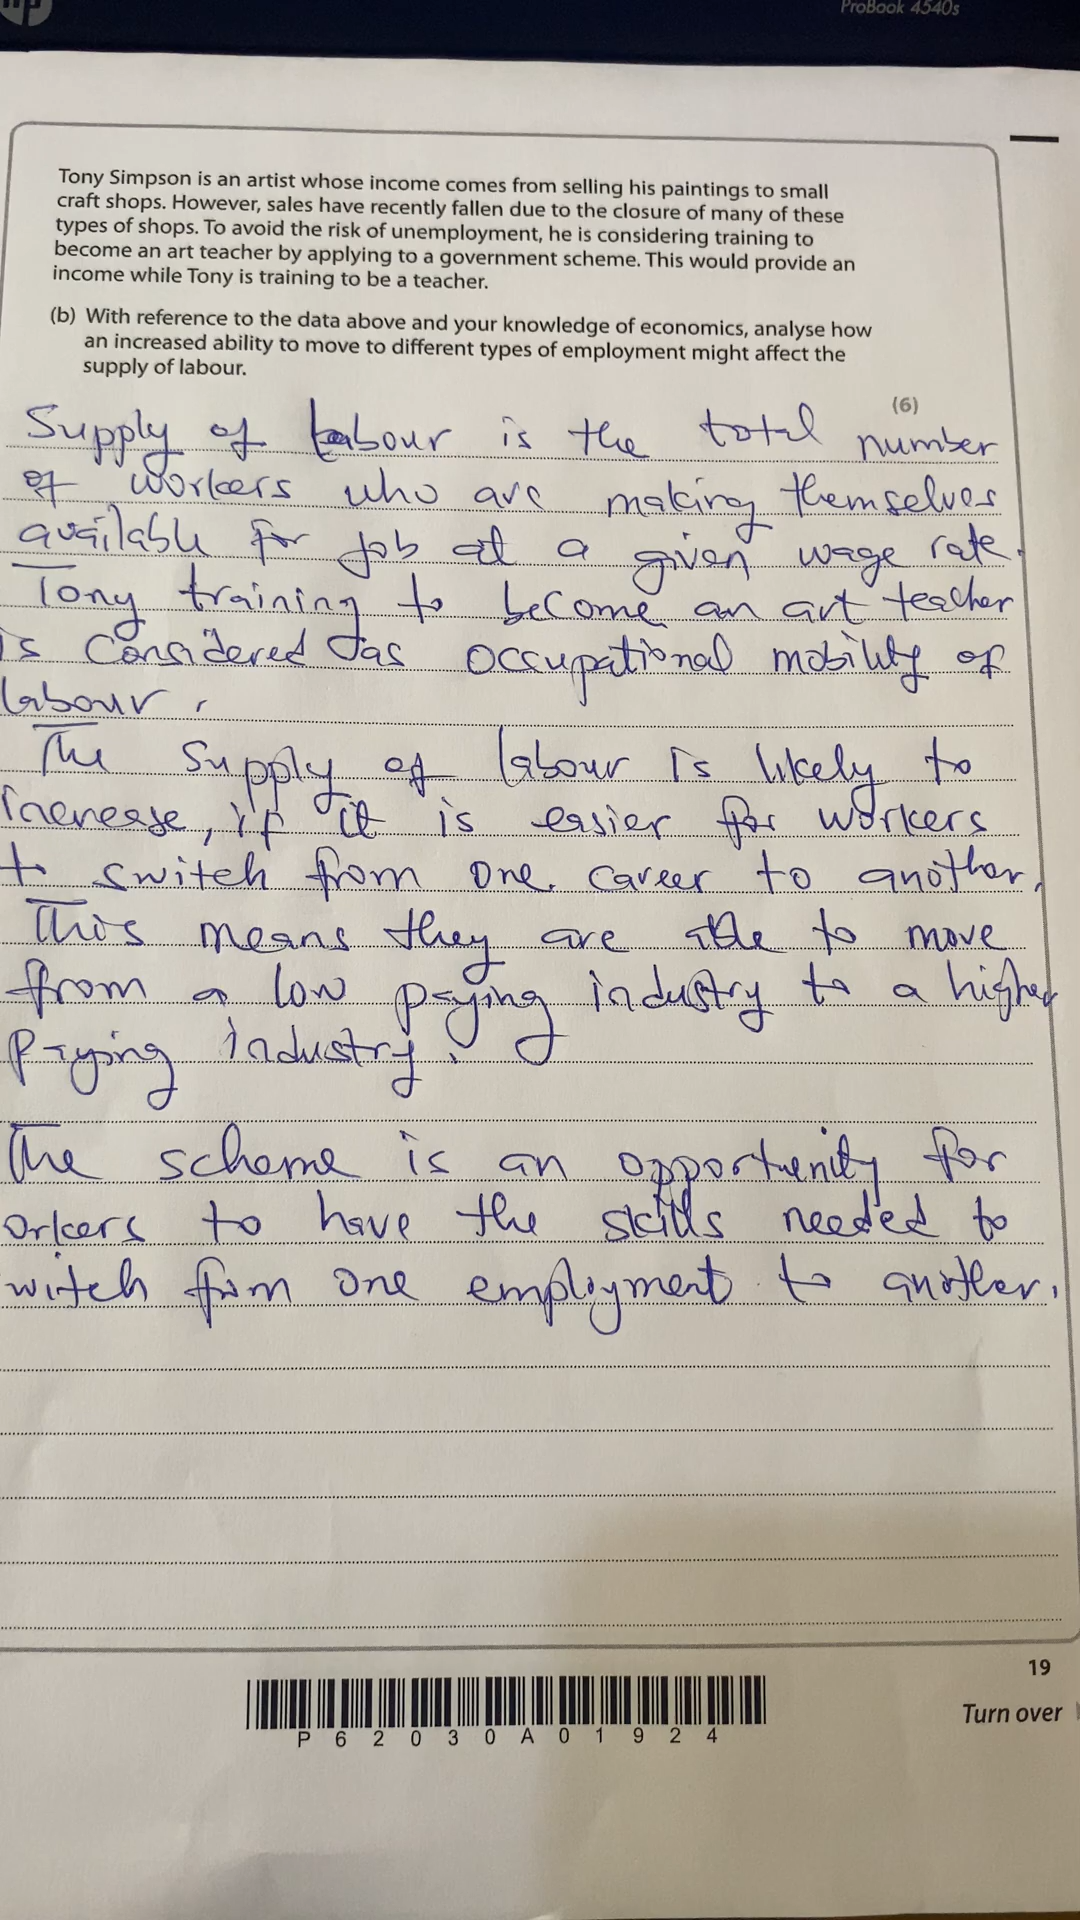 hp
ProBook 4540s
Tony Simpson is an artist whose income comes from selling his paintings to small
craft shops. However, sales have recently fallen due to the closure of many of these
types of shops. To avoid the risk of unemployment, he is considering training to
become an art teacher by applying to a government scheme. This would provide an
income while Tony is training to be a teacher.
(b) With reference to the data above and your knowledge of economics, analyse how
an increased ability to move to different types of employment might affect the
supply of labour.
(6)
Supply of labour is the total number
of workers who are making themselves
available for job at a given wage rate.
Tony training to become an art teacher
is considered as occupational mobility of
labour.
The supply of labour is likely to
increase, if it is easier for workers
to switch from one career to another.
This means they are able to move
from a low paying industry to a higher
paying industry.
The scheme is an opportunity for
orkers to have the skills needed to
witch from one employment to another.
19
Turn over
P 6 2 0 3 0 A 0 1 9 2 4